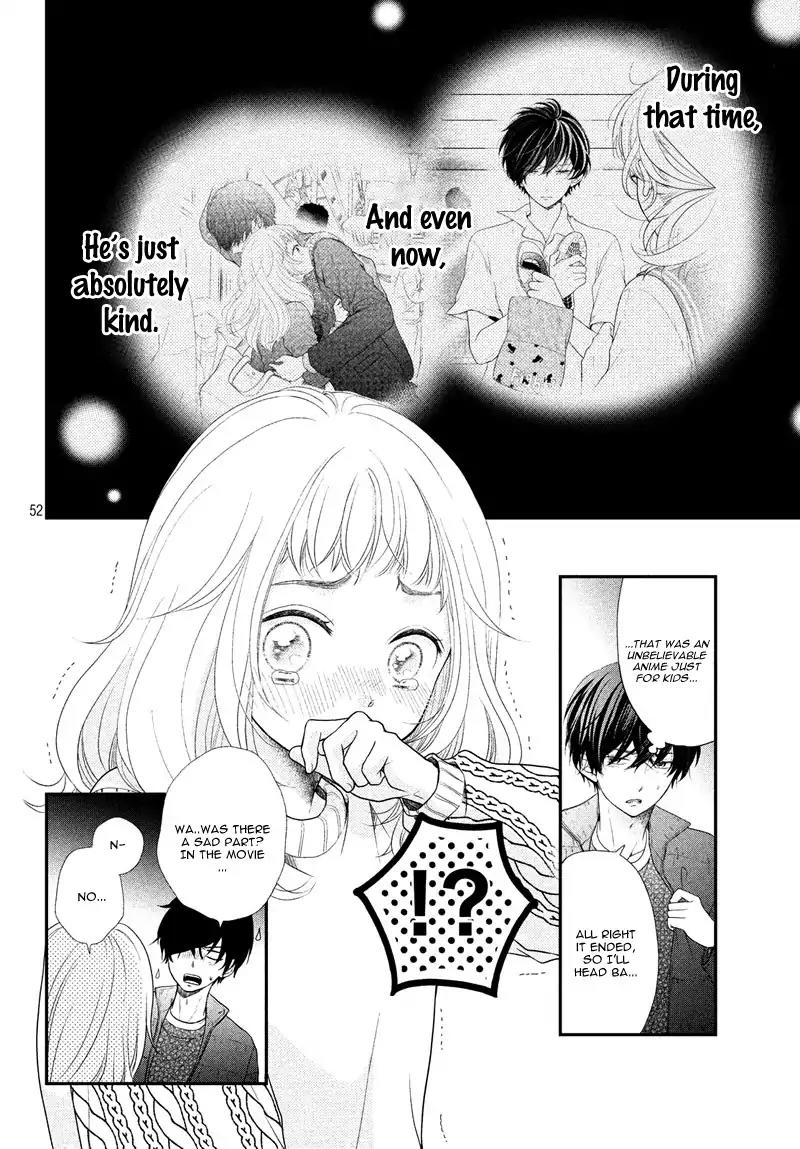 During
that time,
And even
now,
He's just
absolutely
kind.
52
...THAT WAS AN
UNBELIEVABLE
ANIME JUST
FOR KIDS...
ALL RIGHT
IT ENDED,
SO I'LL
HEAD BA...
!?
WA..WAS THERE
A SAD PART?
IN THE MOVIE
...
N-
NO...